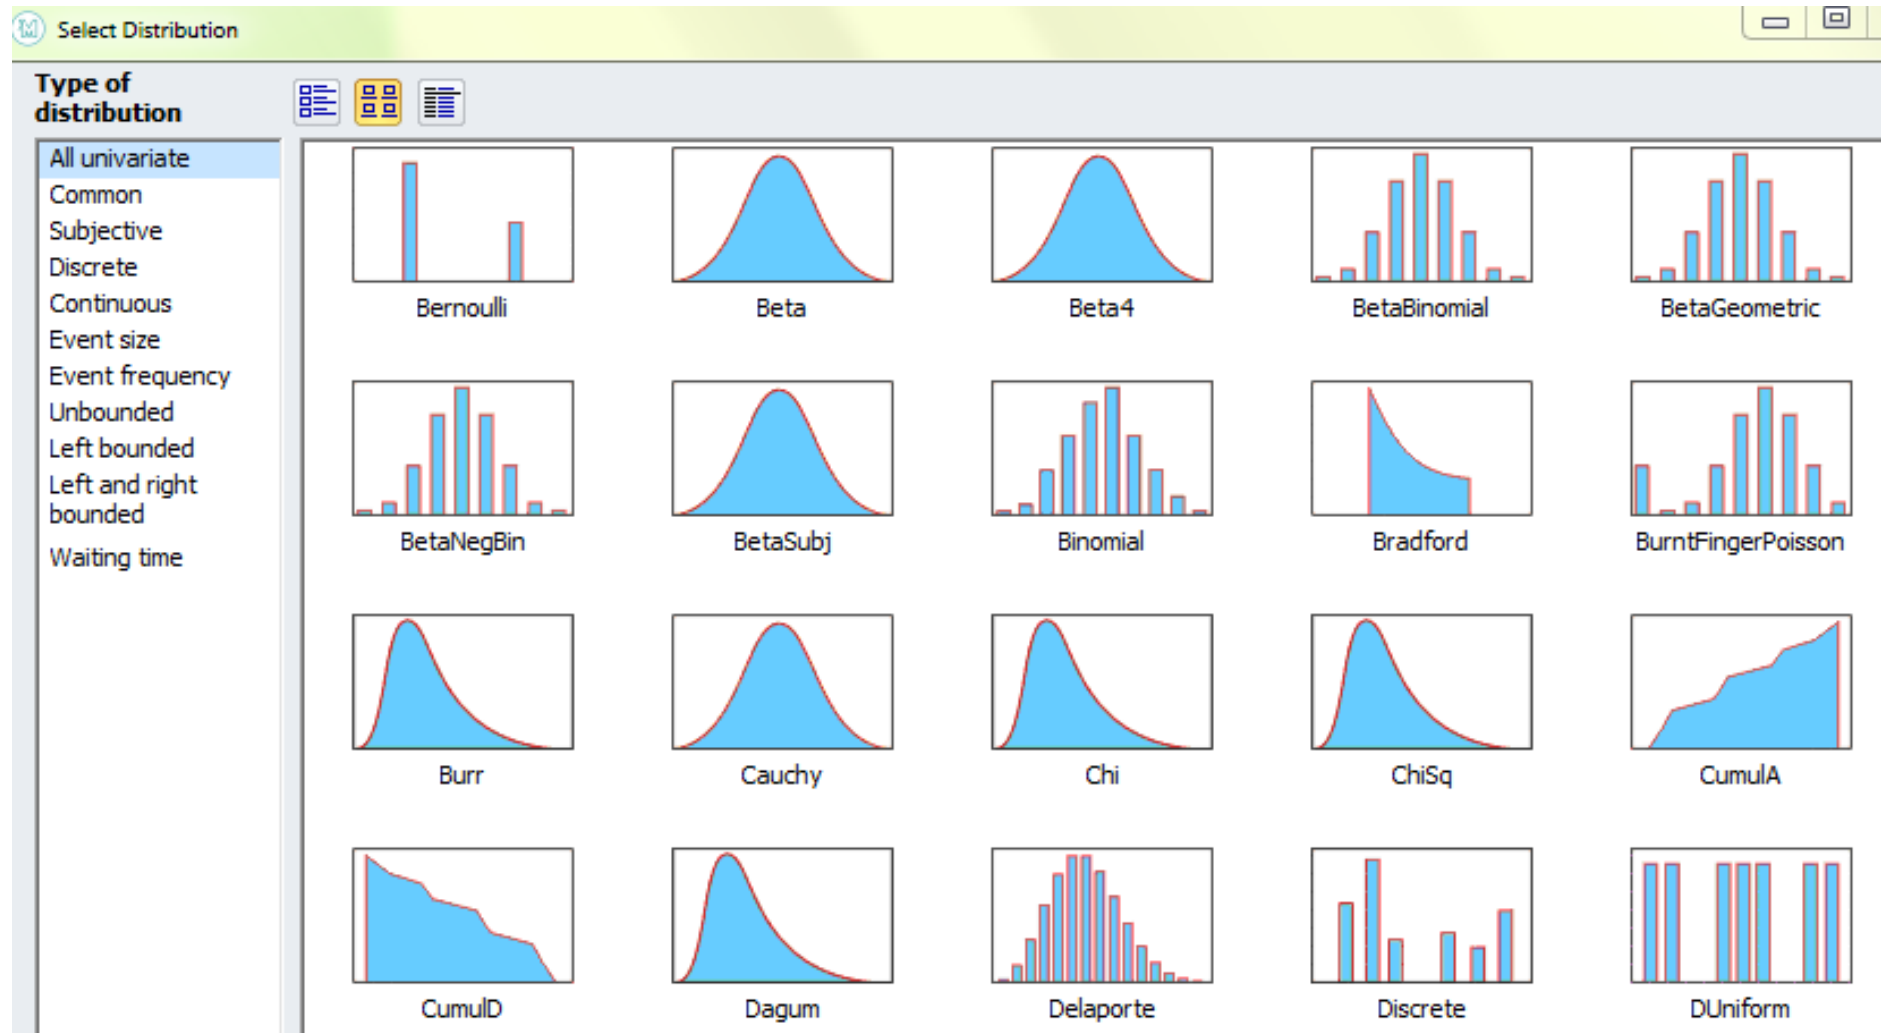 Select Distribution
Type of
distribution
All univariate
Common
Subjective
Discrete
Continuous
Event size
Event frequency
Unbounded
Left bounded
Left and right
bounded
Waiting time
Bernoulli
Beta
Beta4
BetaBinomial
BetaGeometric
BetaNegBin
BetaSubj
Binomial
Bradford
BurntFingerPoisson
Burr
Cauchy
Chi
ChiSq
CumulA
CumulD
Dagum
Delaporte
Discrete
DUniform